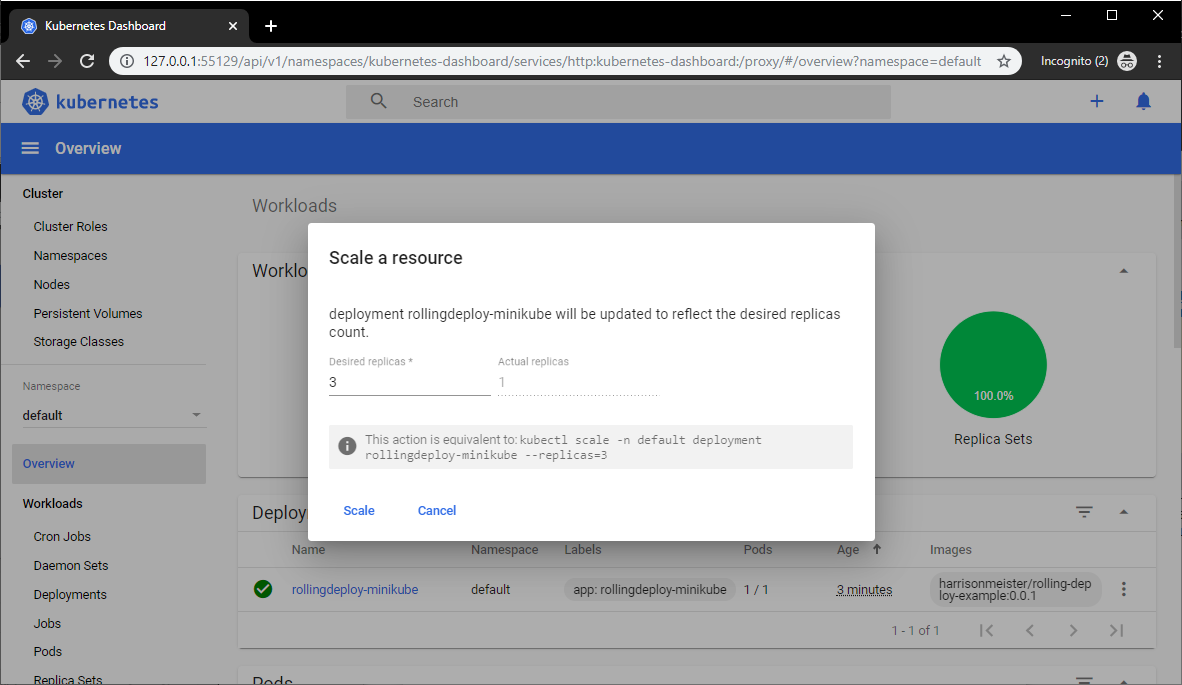 Kubernetes Dashboard
127.0.0.1:55129/api/v1/namespaces/kubernetes-dashboard/services/http:kubernetes-dashboard:/proxy/#/overview?namespace=default
Incognito (2)
kubernetes
Search
Overview
Cluster
Cluster Roles
Namespaces
Nodes
Persistent Volumes
Storage Classes
Namespace
default
Overview
Workloads
Cron Jobs
Daemon Sets
Deployments
Jobs
Pods
Replica Sets
Workloads
Worklo
100.0%
Replica Sets
Scale a resource
deployment rollingdeploy-minikube will be updated to reflect the desired replicas
count.
Desired replicas *
Actual replicas
3
1
This action is equivalent to: kubectl scale -n default deployment
rollingdeploy-minikube --replicas=3
Scale
Cancel
Deploy
Name
Namespace
Labels
Pods
Age
Images
rollingdeploy-minikube
default
app: rollingdeploy-minikube
1 / 1
3 minutes
harrisonmeister/rolling-dep
loy-example:0.0.1
1 - 1 of 1
Pods